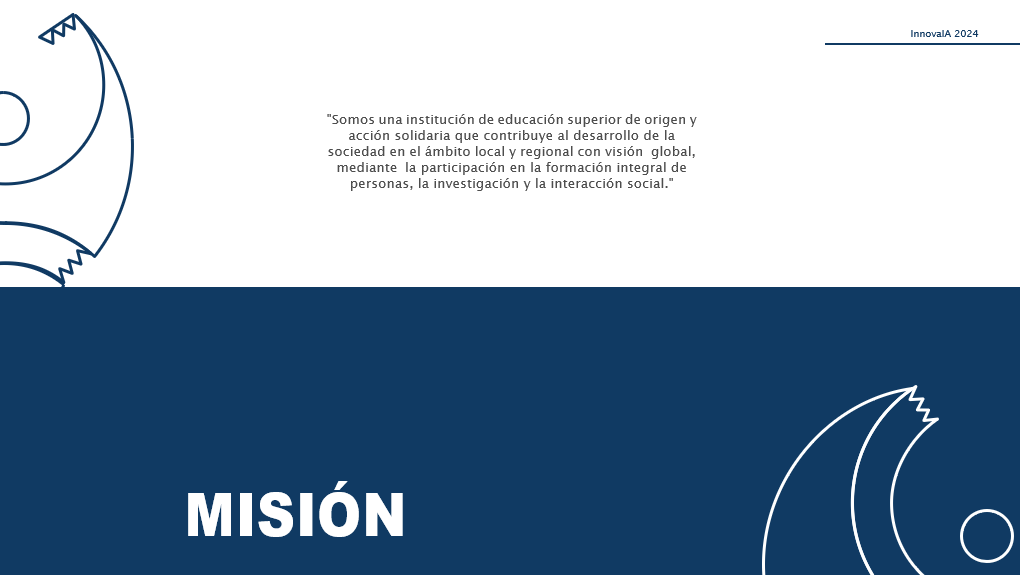 InnovaIA 2024
"Somos una institución de educación superior de origen y
acción solidaria que contribuye al desarrollo de la
sociedad en el ámbito local y regional con visión  global,
mediante  la participación en la formación integral de
personas, la investigación y la interacción social."
MISIÓN